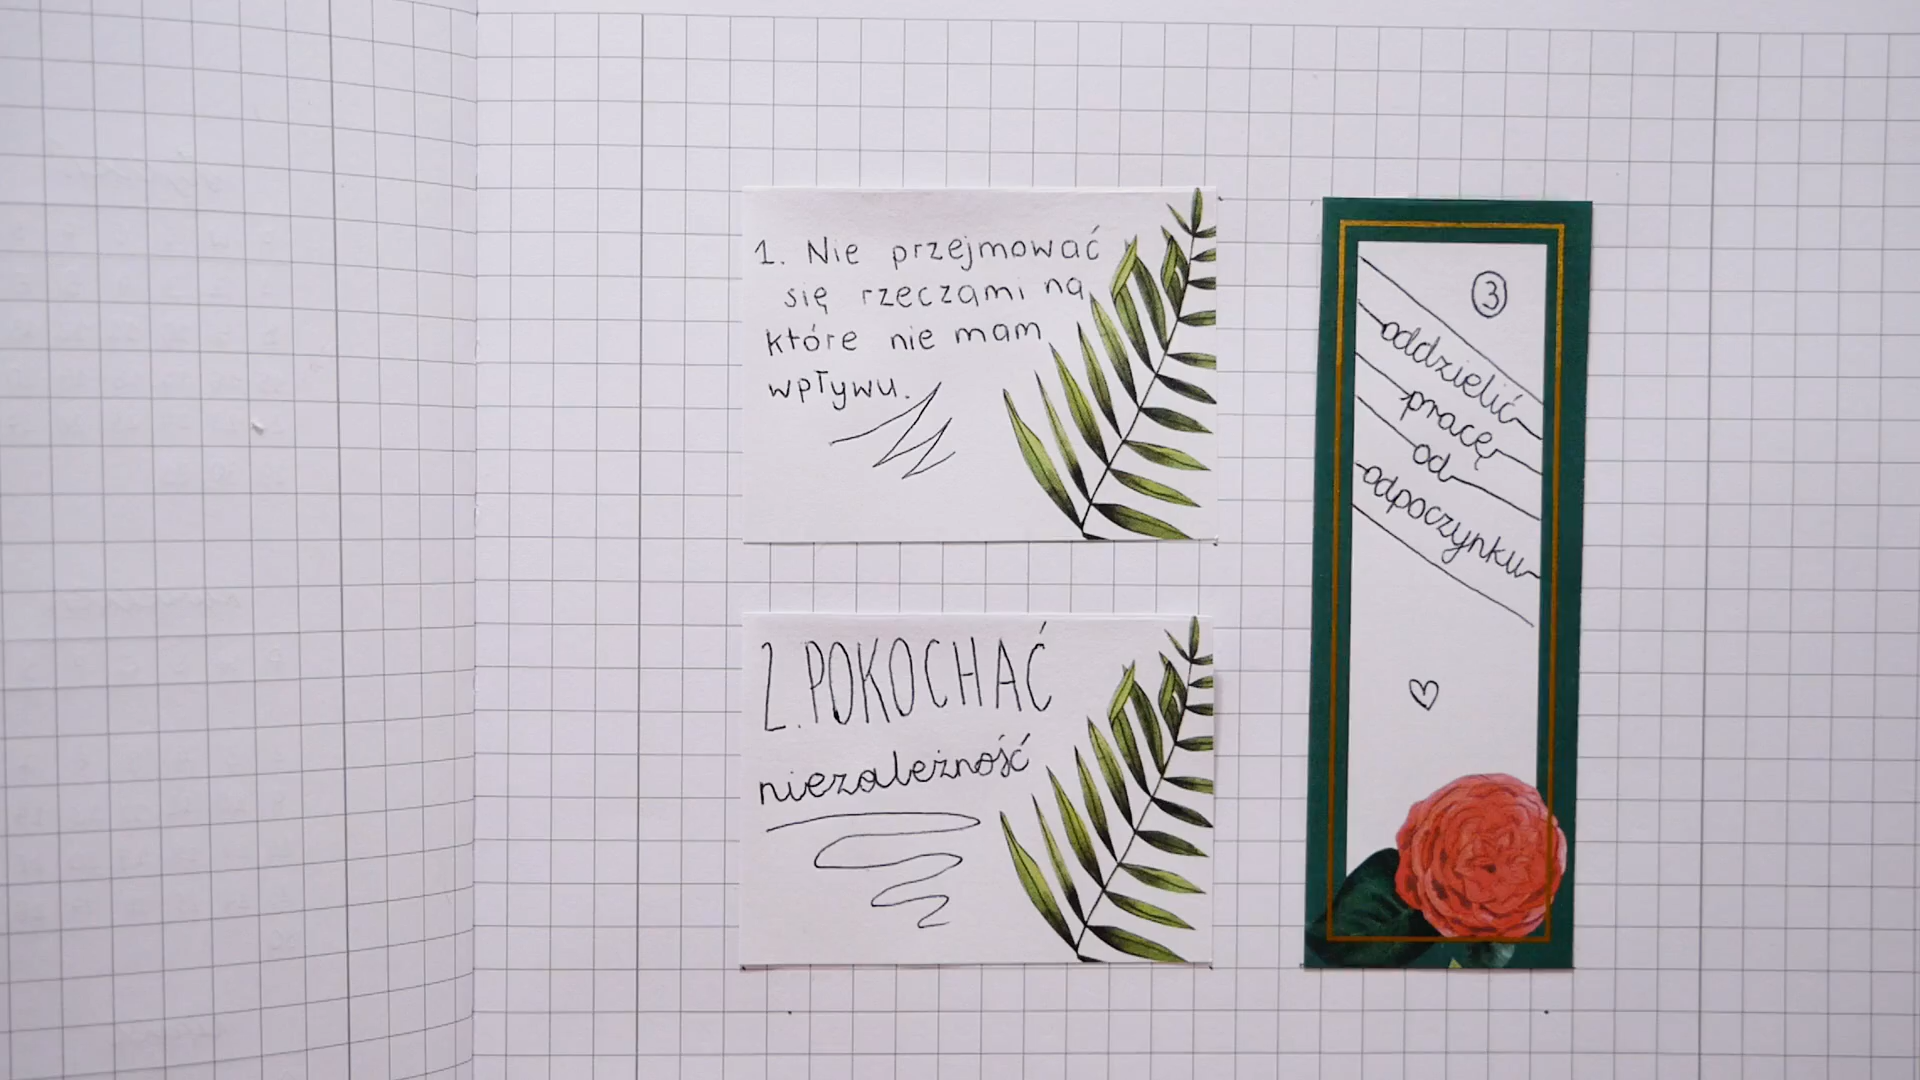 1. Nie przejmować
się rzeczami na
które nie mam
wpływu.
2. POKOCHAĆ
niezależność
3
oddzielić
pracę
od
odpoczynku